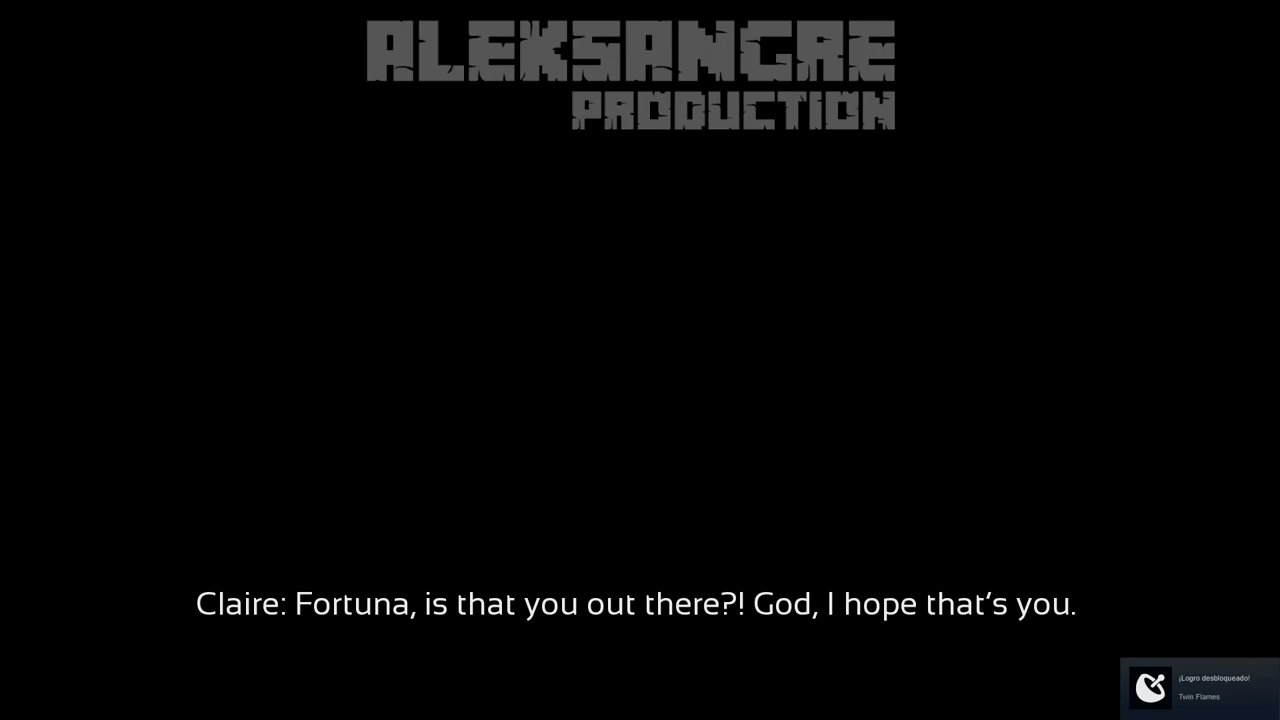 ALEKSANGRE
PRODUCTION
Claire: Fortuna, is that you out there?! God, I hope that's you.
¡Logro desbloqueado!
Twin Flames